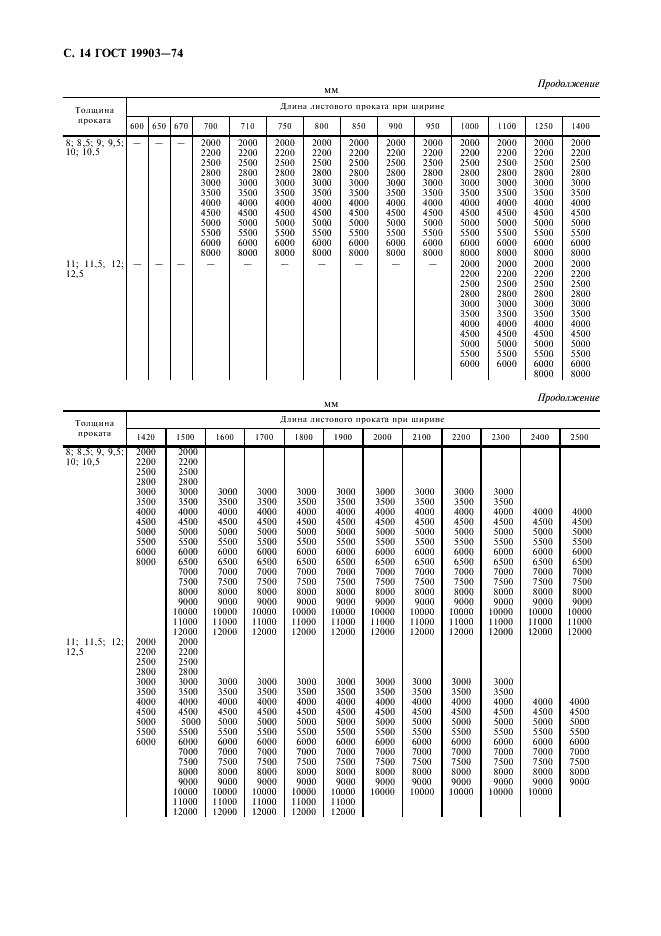 С. 14 ГОСТ 19903—74
Продолжение
мм
Толщина проката
Длина листового проката при ширине
600 650 670 700 710 750 800 850 900 950 1000 1100 1250 1400
8; 8,5; 9, 9,5; — — — 2000 2000 2000 2000 2000 2000 2000 2000 2000 2000 2000
10; 10,5 2200 2200 2200 2200 2200 2200 2200 2200 2200 2200 2200
2500 2500 2500 2500 2500 2500 2500 2500 2500 2500 2500
2800 2800 2800 2800 2800 2800 2800 2800 2800 2800 2800
3000 3000 3000 3000 3000 3000 3000 3000 3000 3000 3000
3500 3500 3500 3500 3500 3500 3500 3500 3500 3500 3500
4000 4000 4000 4000 4000 4000 4000 4000 4000 4000 4000
4500 4500 4500 4500 4500 4500 4500 4500 4500 4500 4500
5000 5000 5000 5000 5000 5000 5000 5000 5000 5000 5000
5500 5500 5500 5500 5500 5500 5500 5500 5500 5500 5500
6000 6000 6000 6000 6000 6000 6000 6000 6000 6000 6000
8000 8000 8000 8000 8000 8000 8000 8000 8000 8000 8000
11; 11,5; 12; — — — — — — — — — — 2000 2000 2000 2000
12,5 2200 2200 2200 2200
2500 2500 2500 2500
2800 2800 2800 2800
3000 3000 3000 3000
3500 3500 3500 3500
4000 4000 4000 4000
4500 4500 4500 4500
5000 5000 5000 5000
5500 5500 5500 5500
6000 6000 6000 6000
8000 8000
Продолжение
мм
Толщина проката
Длина листового проката при ширине
1420 1500 1600 1700 1800 1900 2000 2100 2200 2300 2400 2500
8; 8,5; 9, 9,5; 2000 2000
10; 10,5 2200 2200
2500 2500
2800 2800
3000 3000 3000 3000 3000 3000 3000 3000 3000 3000
3500 3500 3500 3500 3500 3500 3500 3500 3500 3500
4000 4000 4000 4000 4000 4000 4000 4000 4000 4000 4000 4000
4500 4500 4500 4500 4500 4500 4500 4500 4500 4500 4500 4500
5000 5000 5000 5000 5000 5000 5000 5000 5000 5000 5000 5000
5500 5500 5500 5500 5500 5500 5500 5500 5500 5500 5500 5500
6000 6000 6000 6000 6000 6000 6000 6000 6000 6000 6000 6000
8000 6500 6500 6500 6500 6500 6500 6500 6500 6500 6500 6500
7000 7000 7000 7000 7000 7000 7000 7000 7000 7000 7000
7500 7500 7500 7500 7500 7500 7500 7500 7500 7500 7500
8000 8000 8000 8000 8000 8000 8000 8000 8000 8000 8000
9000 9000 9000 9000 9000 9000 9000 9000 9000 9000 9000
10000 10000 10000 10000 10000 10000 10000 10000 10000 10000 10000
11000 11000 11000 11000 11000 11000 11000 11000 11000 11000 11000
12000 12000 12000 12000 12000 12000 12000 12000 12000 12000 12000
11; 11,5; 12; 2000 2000
12,5 2200 2200
2500 2500
2800 2800
3000 3000 3000 3000 3000 3000 3000 3000 3000 3000
3500 3500 3500 3500 3500 3500 3500 3500 3500 3500
4000 4000 4000 4000 4000 4000 4000 4000 4000 4000 4000 4000
4500 4500 4500 4500 4500 4500 4500 4500 4500 4500 4500 4500
5000 5000 5000 5000 5000 5000 5000 5000 5000 5000 5000 5000
5500 5500 5500 5500 5500 5500 5500 5500 5500 5500 5500 5500
6000 6000 6000 6000 6000 6000 6000 6000 6000 6000 6000 6000
7000 7000 7000 7000 7000 7000 7000 7000 7000 7000 7000
7500 7500 7500 7500 7500 7500 7500 7500 7500 7500 7500
8000 8000 8000 8000 8000 8000 8000 8000 8000 8000 8000
9000 9000 9000 9000 9000 9000 9000 9000 9000 9000 9000
10000 10000 10000 10000 10000 10000 10000 10000 10000 10000
11000 11000 11000 11000 11000
12000 12000 12000 12000 12000